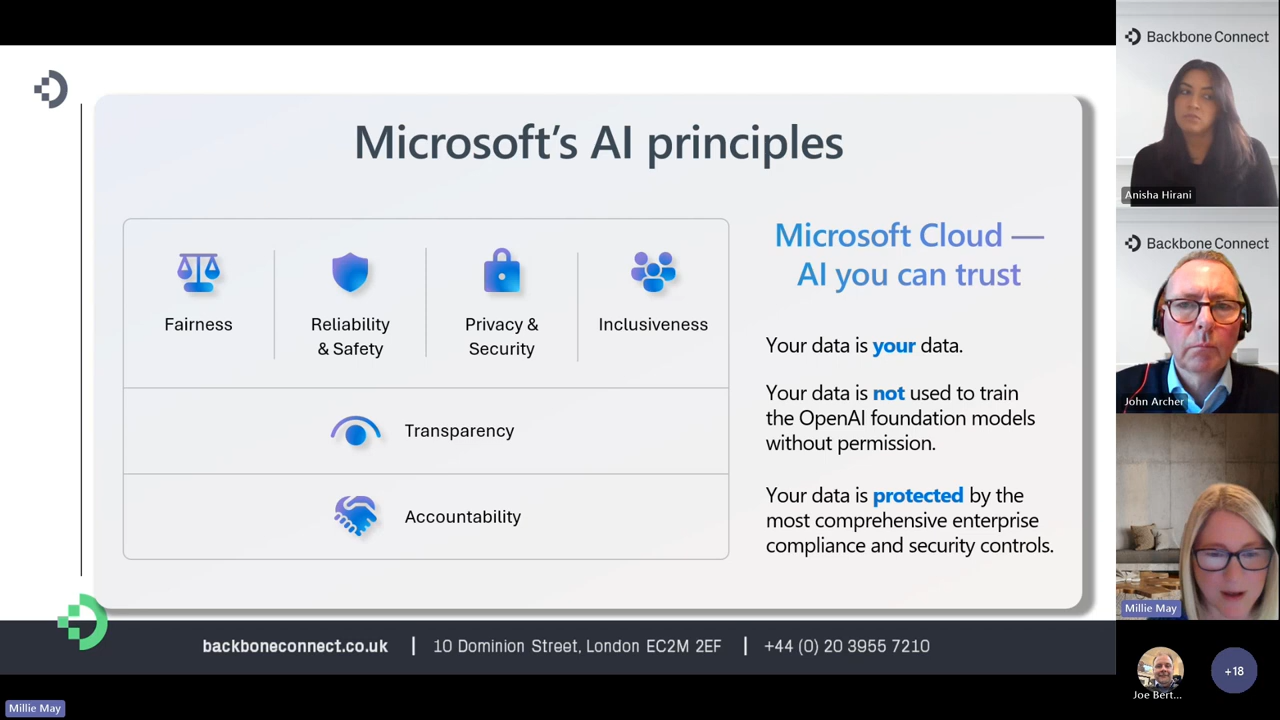 Microsoft's AI principles
Fairness
Reliability
& Safety
Privacy &
Security
Inclusiveness
Transparency
Accountability
Microsoft Cloud —
AI you can trust
Your data is your data.
Your data is not used to train
the OpenAI foundation models
without permission.
Your data is protected by the
most comprehensive enterprise
compliance and security controls.
backboneconnect.co.uk | 10 Dominion Street, London EC2M 2EF | +44 (0) 20 3955 7210
Millie May
Backbone Connect
Anisha Hirani
Backbone Connect
John Archer
Millie May
Joe Bert...
+18